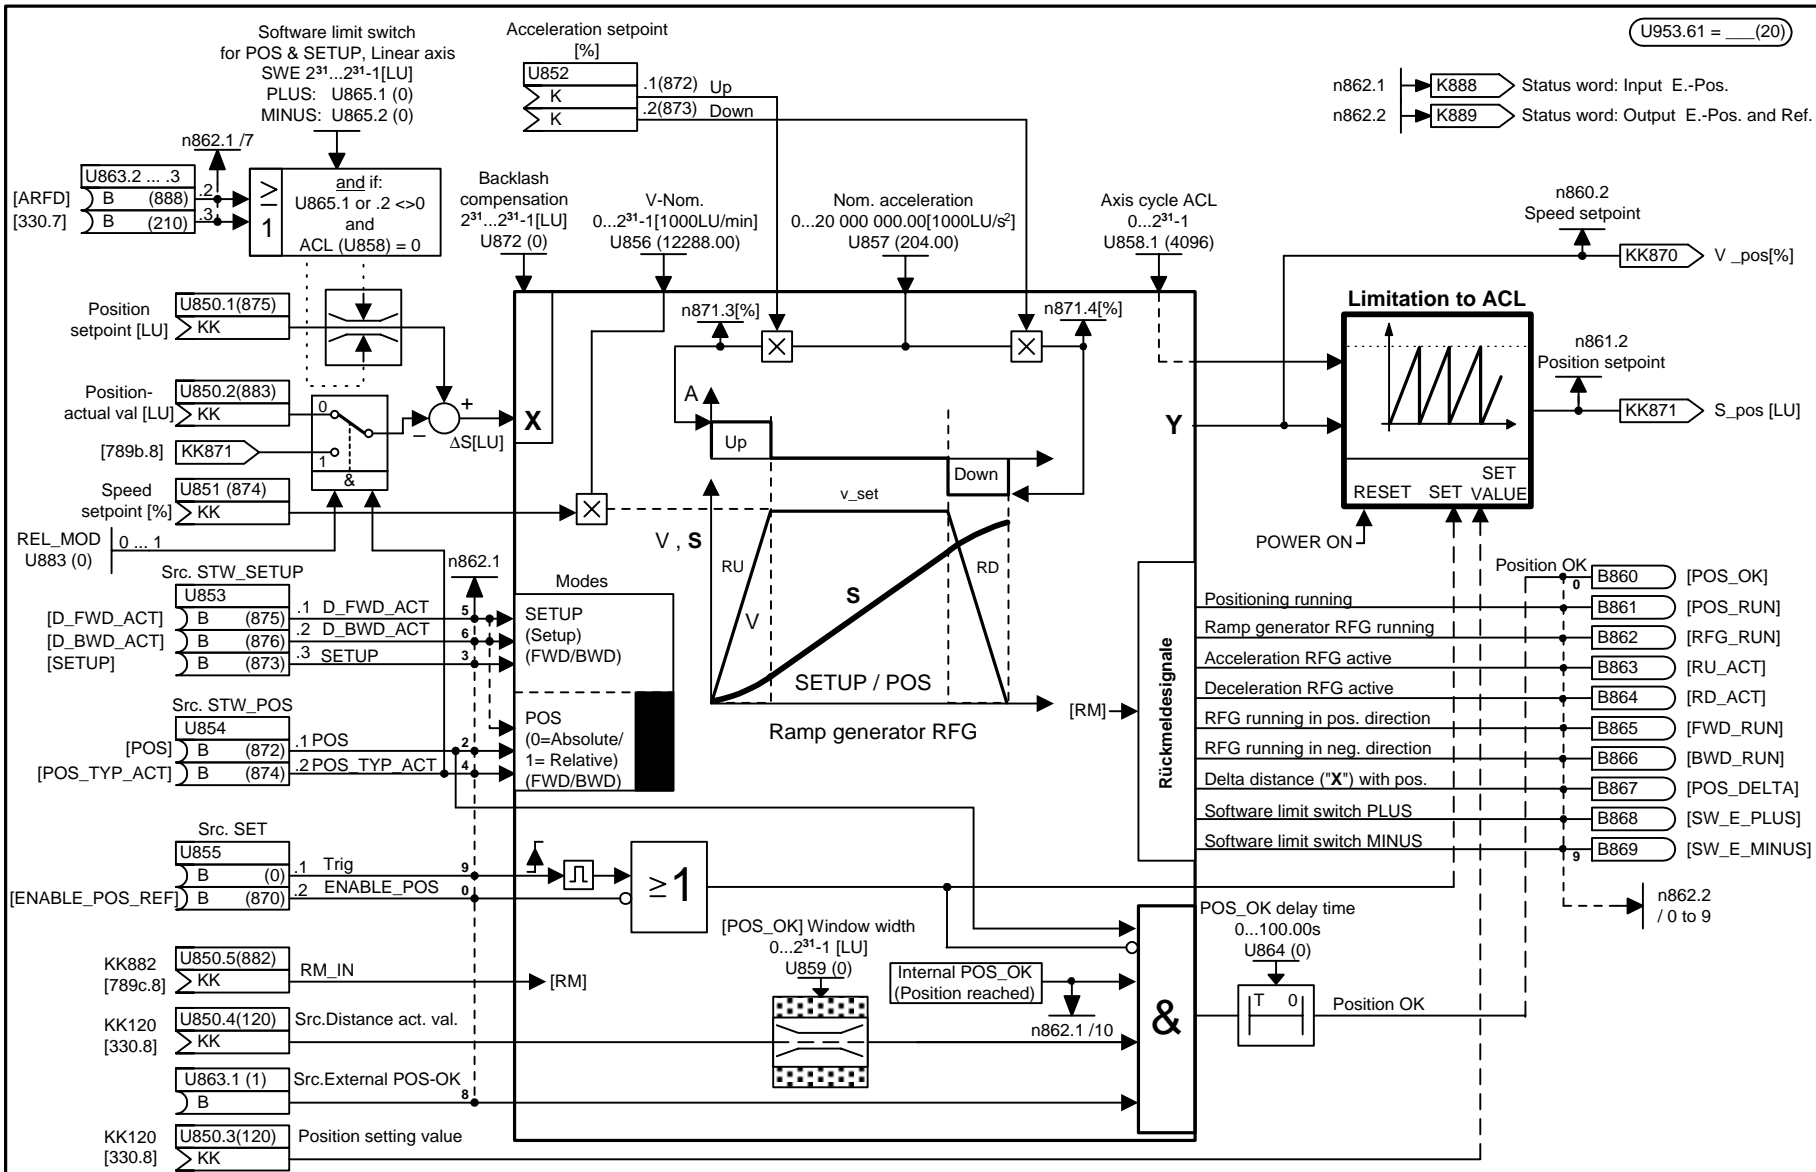 Software limit switch
for POS & SETUP, Linear axis
SWE 2³¹...2³¹-1[LU]
PLUS: U865.1 (0)
MINUS: U865.2 (0)
Acceleration setpoint
[%]
U852
K
K
.1(872) Up
.2(873) Down
U953.61 = ___(20)
n862.1
K888
Status word: Input E.-Pos.
n862.2
K889
Status word: Output E.-Pos. and Ref.
n862.1 /7
U863.2 ... .3
[ARFD]
B (888)
.2
[330.7]
B (210)
.3
≥
1
and if:
U865.1 or .2 <>0
and
ACL (U858) = 0
Backlash
compensation
2³¹...2³¹-1[LU]
U872 (0)
V-Nom.
0...2³¹-1[1000LU/min]
U856 (12288.00)
Nom. acceleration
0...20 000 000.00[1000LU/s²]
U857 (204.00)
Axis cycle ACL
0...2³¹-1
U858.1 (4096)
n860.2
Speed setpoint
KK870
V _pos[%]
Position
setpoint [LU]
U850.1(875)
KK
Position-
actual val [LU]
U850.2(883)
KK
[789b.8]
KK871
0
1
&
+
−
ΔS[LU]
X
Speed
setpoint [%]
U851 (874)
KK
REL_MOD
U883 (0)
0 ... 1
n871.3[%]
n871.4[%]
A
Up
Down
v_set
V , S
RU
V
S
RD
SETUP / POS
Ramp generator RFG
Y
Limitation to ACL
RESET
SET
SET
VALUE
POWER ON
n861.2
Position setpoint
KK871
S_pos [LU]
Src. STW_SETUP
U853
n862.1
[D_FWD_ACT]
B (875)
.1 D_FWD_ACT
5
[D_BWD_ACT]
B (876)
.2 D_BWD_ACT
6
[SETUP]
B (873)
.3 SETUP
3
Modes
SETUP
(Setup)
(FWD/BWD)
Src. STW_POS
U854
[POS]
B (872)
.1 POS
2
[POS_TYP_ACT]
B (874)
.2 POS_TYP_ACT
4
POS
(0=Absolute/
1= Relative)
(FWD/BWD)
[RM]
Rückmeldesignale
Position OK
0
B860
[POS_OK]
Positioning running
B861
[POS_RUN]
Ramp generator RFG running
B862
[RFG_RUN]
Acceleration RFG active
B863
[RU_ACT]
Deceleration RFG active
B864
[RD_ACT]
RFG running in pos. direction
B865
[FWD_RUN]
RFG running in neg. direction
B866
[BWD_RUN]
Delta distance ("X") with pos.
B867
[POS_DELTA]
Software limit switch PLUS
B868
[SW_E_PLUS]
Software limit switch MINUS
9
B869
[SW_E_MINUS]
n862.2
/ 0 to 9
Src. SET
U855
B (0)
.1 Trig
9
[ENABLE_POS_REF]
B (870)
.2 ENABLE_POS
0
≥1
[POS_OK] Window width
0...2³¹-1 [LU]
U859 (0)
Internal POS_OK
(Position reached)
n862.1 /10
&
POS_OK delay time
0...100.00s
U864 (0)
T 0
Position OK
KK882
[789c.8]
U850.5(882)
KK
RM_IN
[RM]
KK120
[330.8]
U850.4(120)
KK
Src.Distance act. val.
U863.1 (1)
B
Src.External POS-OK
8
KK120
[330.8]
U850.3(120)
KK
Position setting value